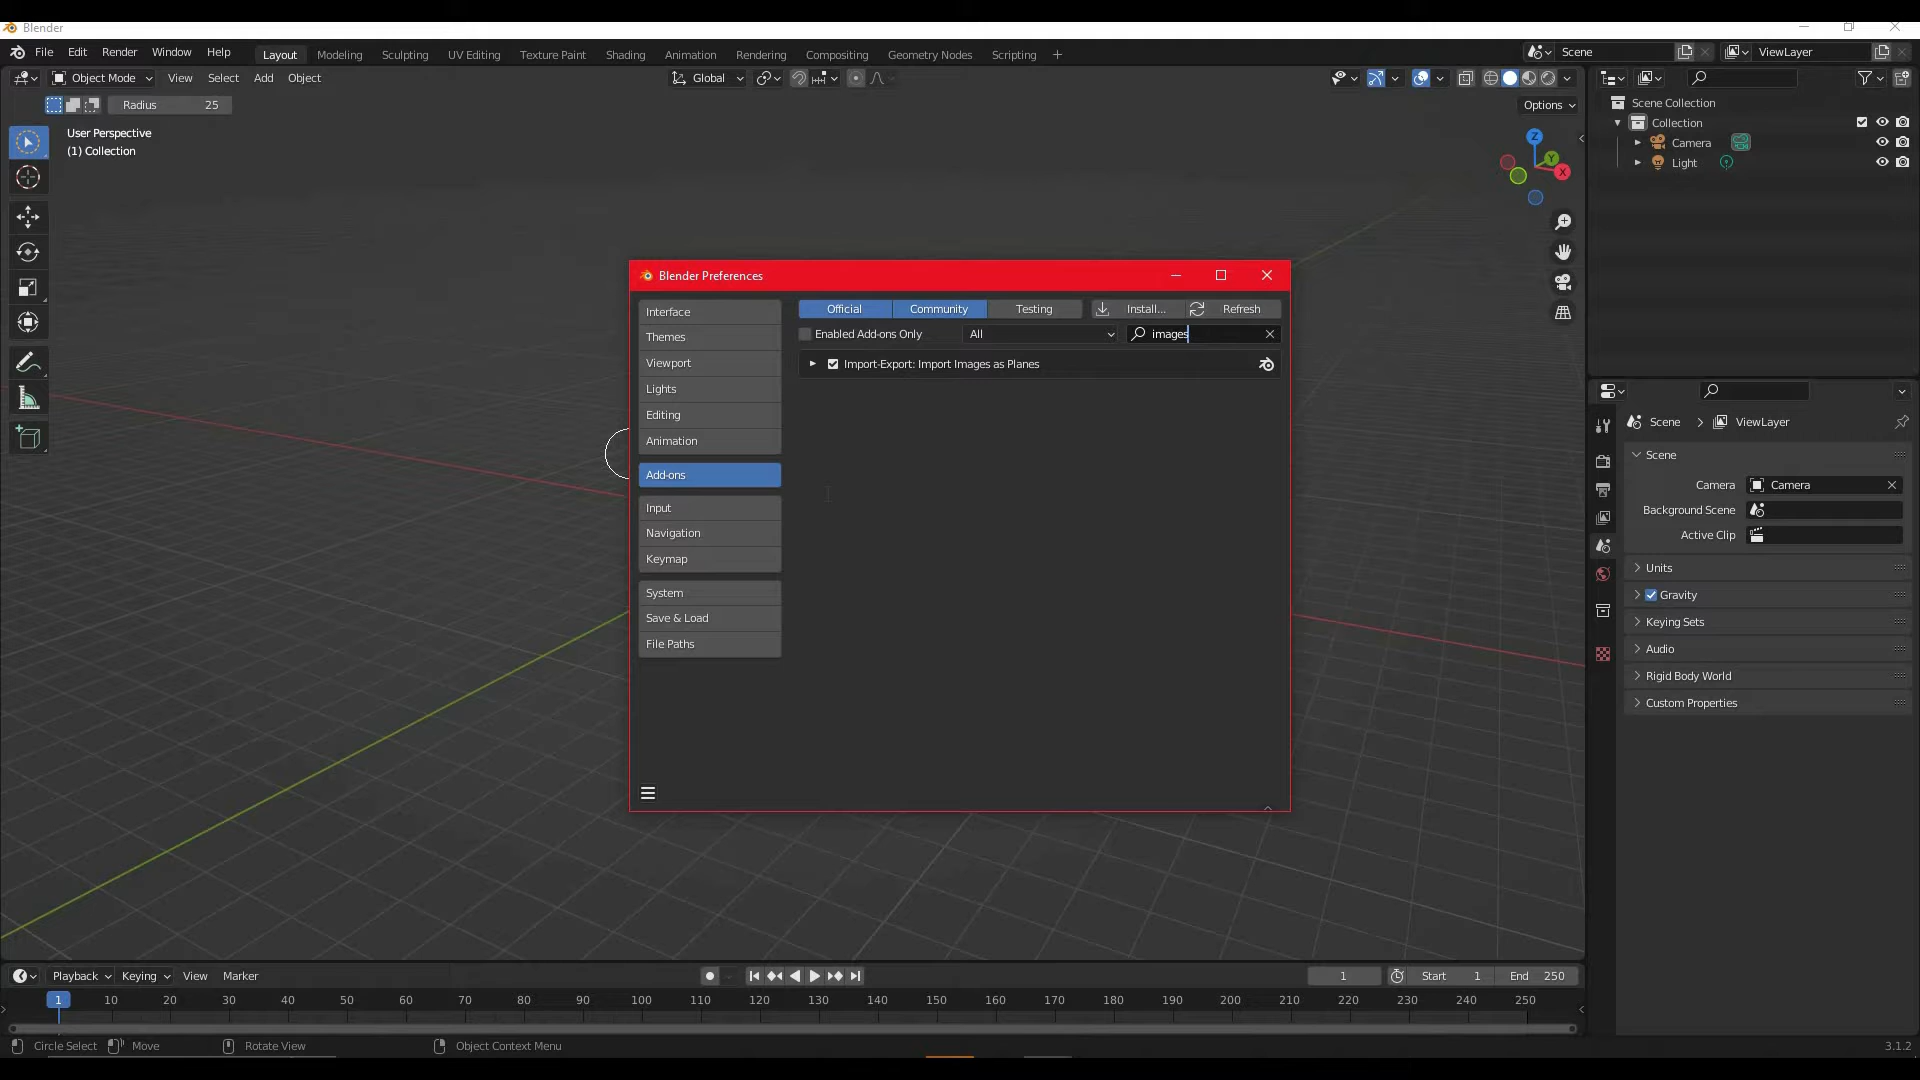 Blender
File Edit Render Window Help
Layout Modeling Sculpting UV Editing Texture Paint Shading Animation Rendering Compositing Geometry Nodes Scripting +
Scene
ViewLayer
Object Mode View Select Add Object
Global
Radius 25
Options
User Perspective
(1) Collection
Z
Y
X
Scene Collection
Collection
Camera
Light
Blender Preferences
Interface
Themes
Viewport
Lights
Editing
Animation
Add-ons
Input
Navigation
Keymap
System
Save & Load
File Paths
Official Community Testing Install... Refresh
Enabled Add-ons Only All images
Import-Export: Import Images as Planes
Scene ViewLayer
Scene
Camera Camera
Background Scene
Active Clip
Units
Gravity
Keying Sets
Audio
Rigid Body World
Custom Properties
Playback Keying View Marker
1 Start 1 End 250
1 10 20 30 40 50 60 70 80 90 100 110 120 130 140 150 160 170 180 190 200 210 220 230 240 250
Circle Select Move Rotate View Object Context Menu
3.1.2